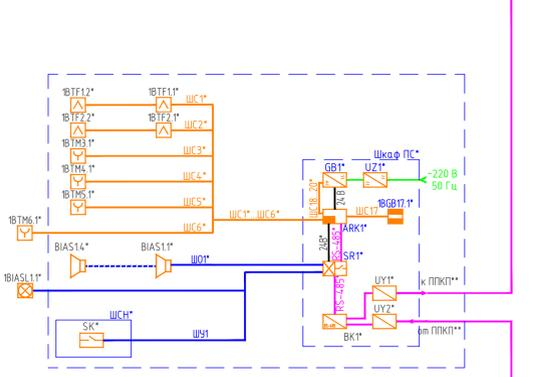 1BTF1.2* 1BTF1.1* ШС1*
1BTF2.2* 1BTF2.1* ШС2*
1BTM3.1* ШС3*
1BTM4.1* ШС4*
1BTM5.1* ШС5*
1BTM6.1* ШС6*
ШС1*...ШС6*
Шкаф ПС*
GB1* UZ1*
~220 В
50 Гц
24 В
ШС18, 20*
ШС17
1BGB17.1*
ARK1*
24В*
RS-485*
BIAS1.4* BIAS1.1* ШО1*
SR1*
1BIASL1.1*
RS-485*
UY1* к ППКП**
UY2* от ППКП**
BK1*
ШСН*
SK*
ШУ1